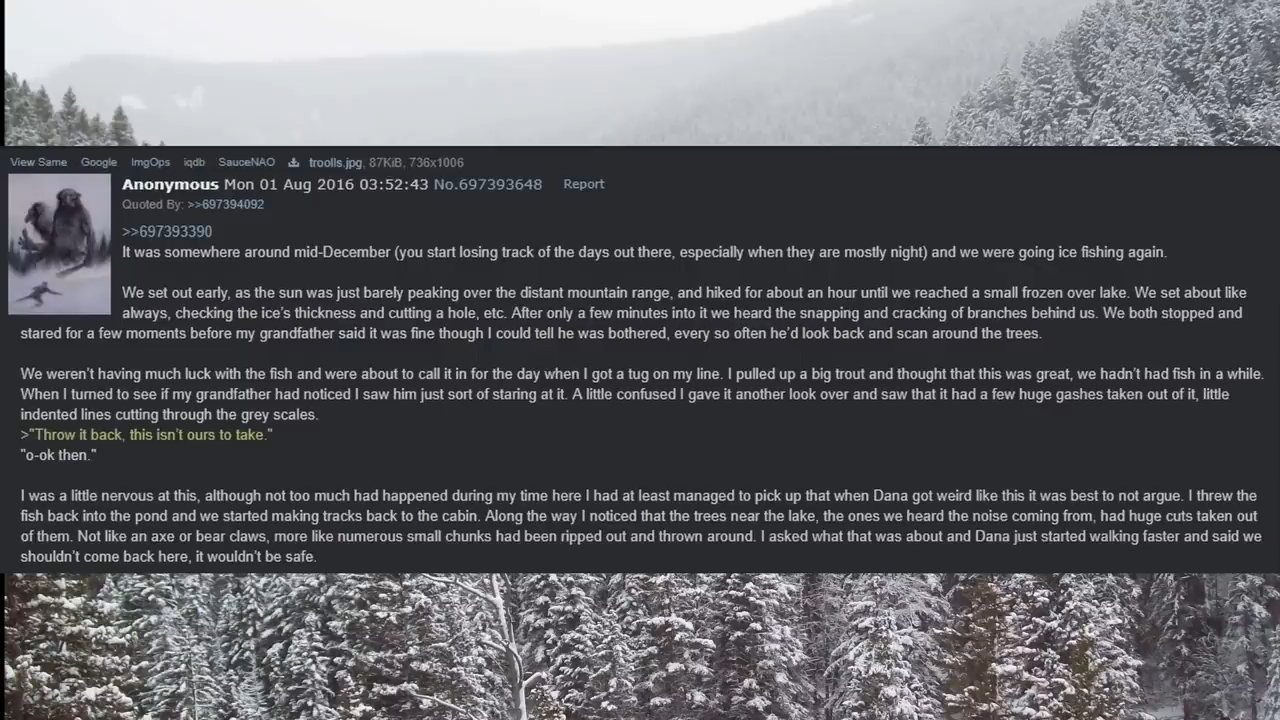 View Same Google ImgOps iqdb SauceNAO troolls.jpg, 87KiB, 736x1006
Anonymous Mon 01 Aug 2016 03:52:43 No.697393648 Report
Quoted By: >>697394092
>>697393390
It was somewhere around mid-December (you start losing track of the days out there, especially when they are mostly night) and we were going ice fishing again.
We set out early, as the sun was just barely peaking over the distant mountain range, and hiked for about an hour until we reached a small frozen over lake. We set about like
always, checking the ice's thickness and cutting a hole, etc. After only a few minutes into it we heard the snapping and cracking of branches behind us. We both stopped and
stared for a few moments before my grandfather said it was fine though I could tell he was bothered, every so often he'd look back and scan around the trees.
We weren't having much luck with the fish and were about to call it in for the day when I got a tug on my line. I pulled up a big trout and thought that this was great, we hadn't had fish in a while.
When I turned to see if my grandfather had noticed I saw him just sort of staring at it. A little confused I gave it another look over and saw that it had a few huge gashes taken out of it, little
indented lines cutting through the grey scales.
>"Throw it back, this isn't ours to take."
"o-ok then."
I was a little nervous at this, although not too much had happened during my time here I had at least managed to pick up that when Dana got weird like this it was best to not argue. I threw the
fish back into the pond and we started making tracks back to the cabin. Along the way I noticed that the trees near the lake, the ones we heard the noise coming from, had huge cuts taken out
of them. Not like an axe or bear claws, more like numerous small chunks had been ripped out and thrown around. I asked what that was about and Dana just started walking faster and said we
shouldn't come back here, it wouldn't be safe.